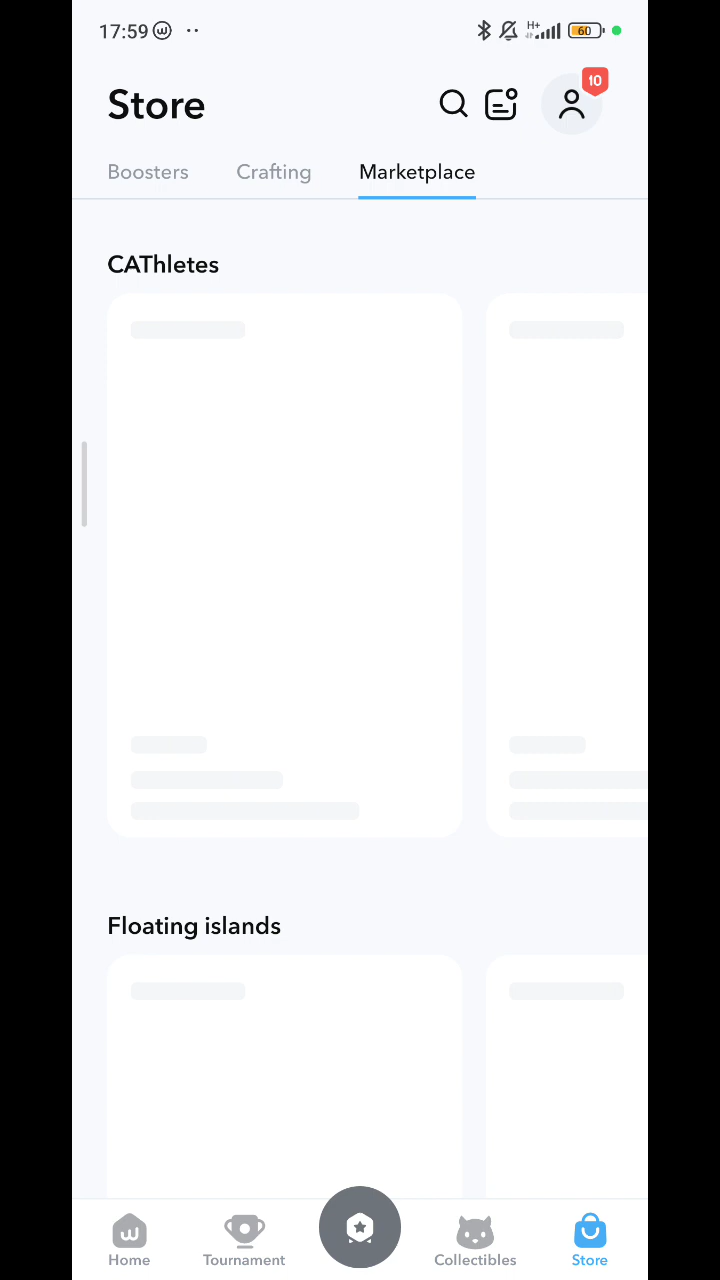 17:59
H+
60
Store
10
Boosters Crafting Marketplace
CAThletes
Floating islands
Home Tournament Collectibles Store